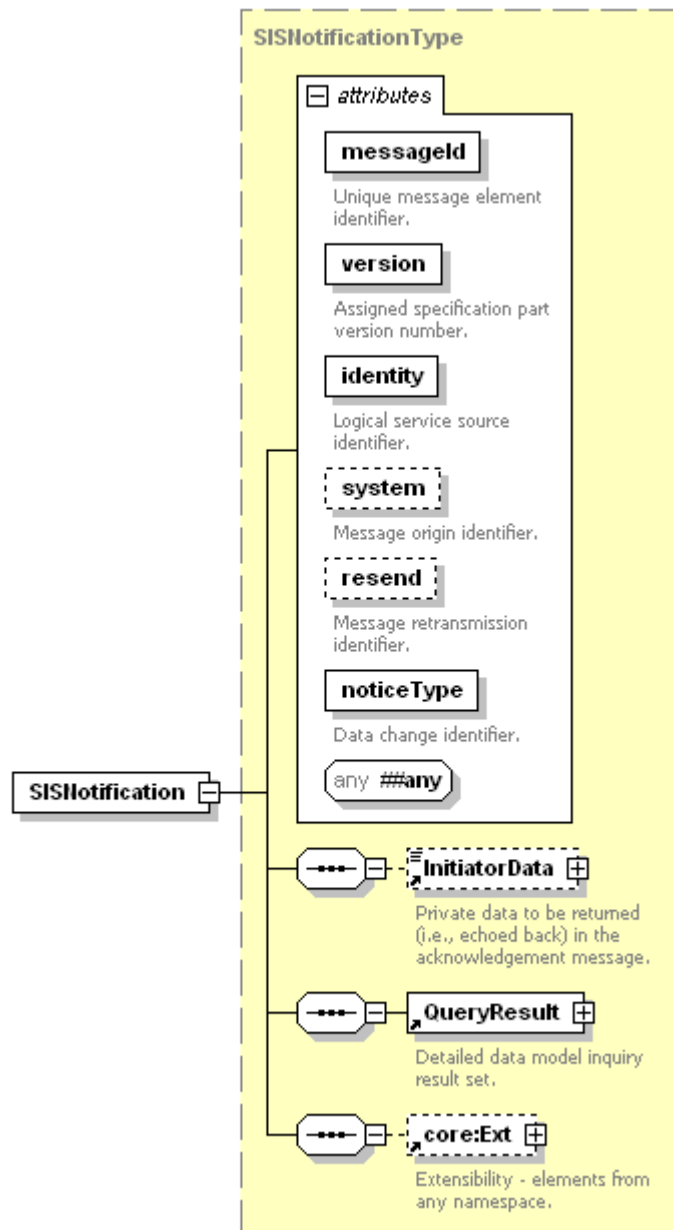 SISNotificationType
attributes
messageId
Unique message element
identifier.
version
Assigned specification part
version number.
identity
Logical service source
identifier.
system
Message origin identifier.
resend
Message retransmission
identifier.
noticeType
Data change identifier.
any ##any
SISNotification
InitiatorData
Private data to be returned
(i.e., echoed back) in the
acknowledgement message.
QueryResult
Detailed data model inquiry
result set.
core:Ext
Extensibility - elements from
any namespace.